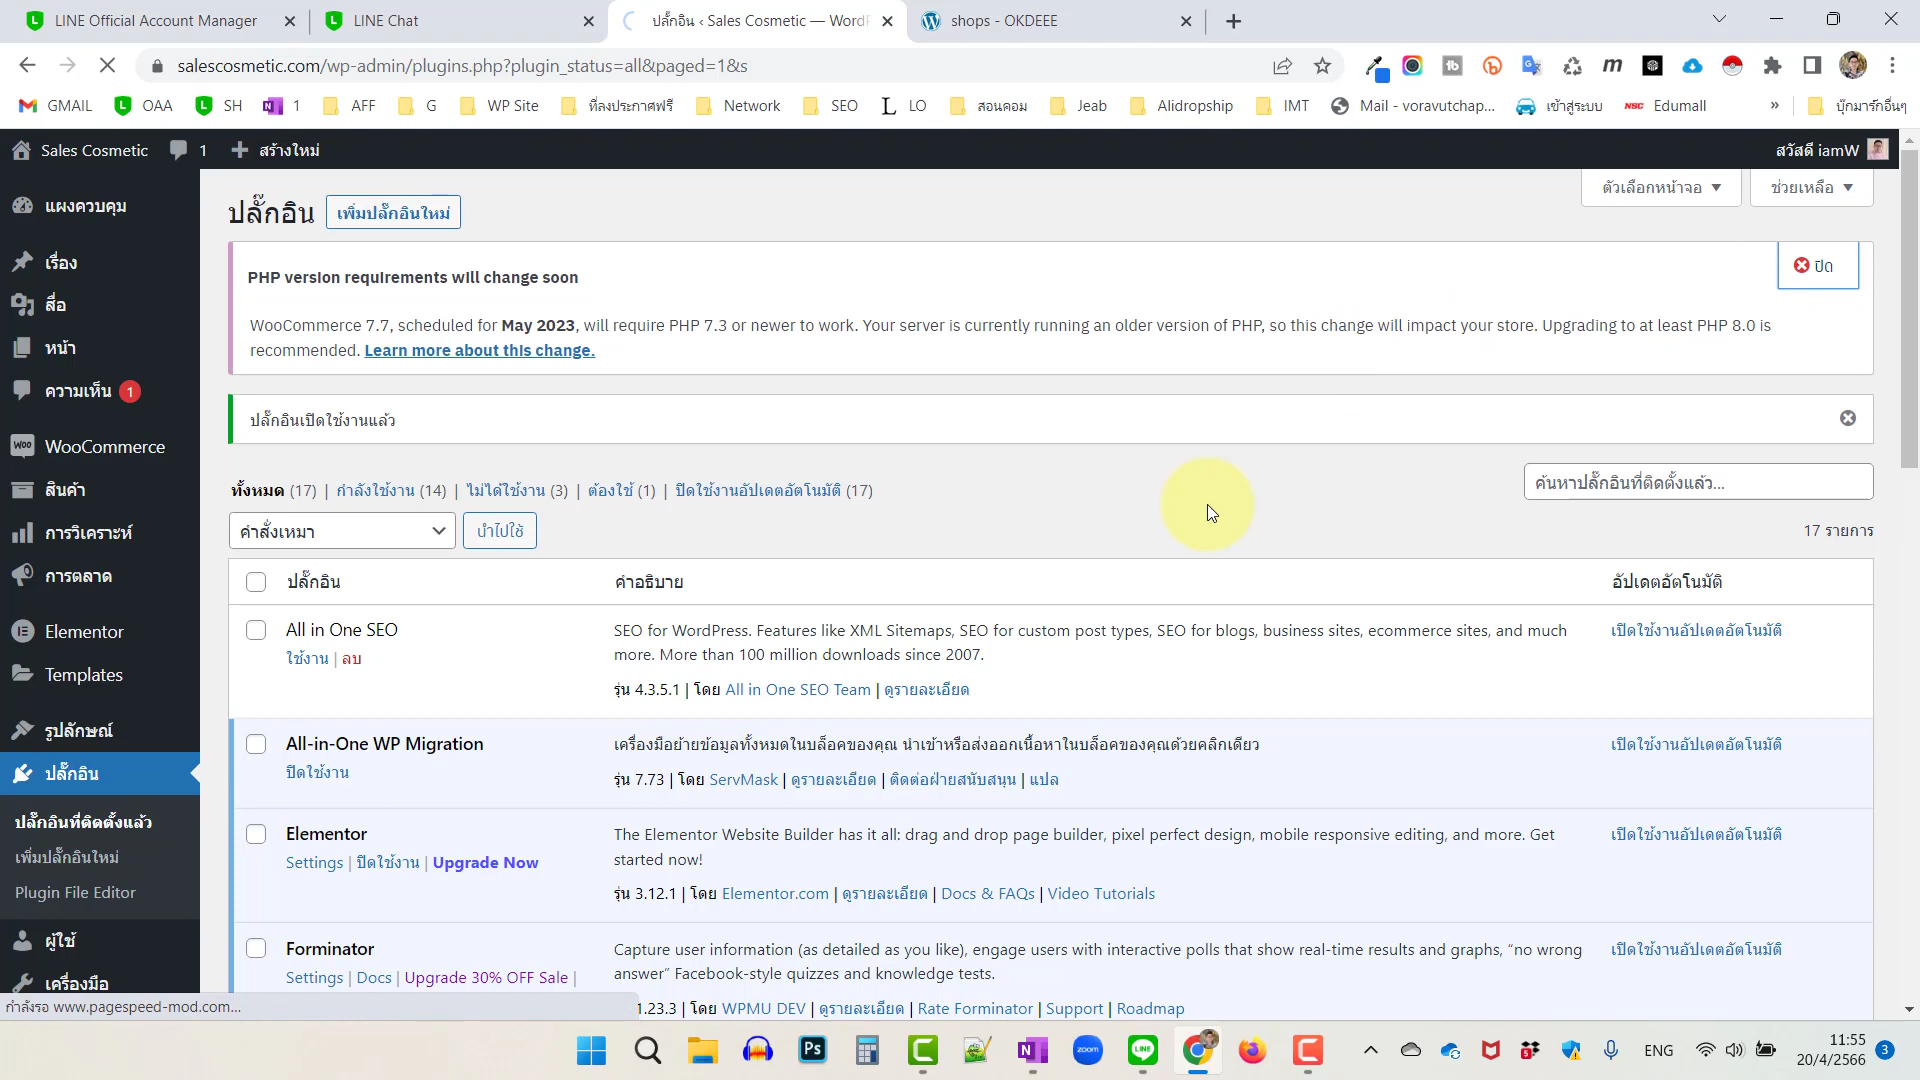 LINE Official Account Manager
LINE Chat
ปลั๊กอิน ‹ Sales Cosmetic — WordP
shops - OKDEEE
salescosmetic.com/wp-admin/plugins.php?plugin_status=all&paged=1&s
GMAIL
OAA
SH
1
AFF
G
WP Site
ที่ลงประกาศฟรี
Network
SEO
LO
สอนคอม
Jeab
Alidropship
IMT
Mail - voravutchap...
เข้าสู่ระบบ
NSC Edumall
»
บุ๊กมาร์กอื่นๆ
Sales Cosmetic
1
สร้างใหม่
สวัสดี iamW
ตัวเลือกหน้าจอ
ช่วยเหลือ
แผงควบคุม
เรื่อง
สื่อ
หน้า
ความเห็น 1
WooCommerce
สินค้า
การวิเคราะห์
การตลาด
Elementor
Templates
รูปลักษณ์
ปลั๊กอิน
ปลั๊กอินที่ติดตั้งแล้ว
เพิ่มปลั๊กอินใหม่
Plugin File Editor
ผู้ใช้
เครื่องมือ
ปลั๊กอิน
เพิ่มปลั๊กอินใหม่
PHP version requirements will change soon
ปิด
WooCommerce 7.7, scheduled for May 2023, will require PHP 7.3 or newer to work. Your server is currently running an older version of PHP, so this change will impact your store. Upgrading to at least PHP 8.0 is
recommended. Learn more about this change.
ปลั๊กอินเปิดใช้งานแล้ว
ทั้งหมด (17) | กำลังใช้งาน (14) | ไม่ได้ใช้งาน (3) | ต้องใช้ (1) | ปิดใช้งานอัปเดตอัตโนมัติ (17)
ค้นหาปลั๊กอินที่ติดตั้งแล้ว...
คำสั่งเหมา
นำไปใช้
17 รายการ
ปลั๊กอิน
คำอธิบาย
อัปเดตอัตโนมัติ
All in One SEO
ใช้งาน | ลบ
SEO for WordPress. Features like XML Sitemaps, SEO for custom post types, SEO for blogs, business sites, ecommerce sites, and much
more. More than 100 million downloads since 2007.
รุ่น 4.3.5.1 | โดย All in One SEO Team | ดูรายละเอียด
เปิดใช้งานอัปเดตอัตโนมัติ
All-in-One WP Migration
ปิดใช้งาน
เครื่องมือย้ายข้อมูลทั้งหมดในบล็อคของคุณ นำเข้าหรือส่งออกเนื้อหาในบล็อคของคุณด้วยคลิกเดียว
รุ่น 7.73 | โดย ServMask | ดูรายละเอียด | ติดต่อฝ่ายสนับสนุน | แปล
เปิดใช้งานอัปเดตอัตโนมัติ
Elementor
Settings | ปิดใช้งาน | Upgrade Now
The Elementor Website Builder has it all: drag and drop page builder, pixel perfect design, mobile responsive editing, and more. Get
started now!
รุ่น 3.12.1 | โดย Elementor.com | ดูรายละเอียด | Docs & FAQs | Video Tutorials
เปิดใช้งานอัปเดตอัตโนมัติ
Forminator
Settings | Docs | Upgrade 30% OFF Sale |
Capture user information (as detailed as you like), engage users with interactive polls that show real-time results and graphs, “no wrong
answer” Facebook-style quizzes and knowledge tests.
1.23.3 | โดย WPMU DEV | ดูรายละเอียด | Rate Forminator | Support | Roadmap
เปิดใช้งานอัปเดตอัตโนมัติ
กำลังรอ www.pagespeed-mod.com...
ENG
11:55
20/4/2566
3